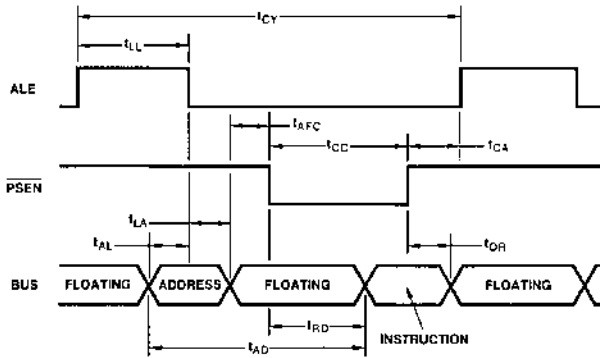 tCY
tLL
ALE
tAFC
tCC
tCA
PSEN
tLA
tAL
tDR
BUS
FLOATING
ADDRESS
FLOATING
FLOATING
tRD
INSTRUCTION
tAD